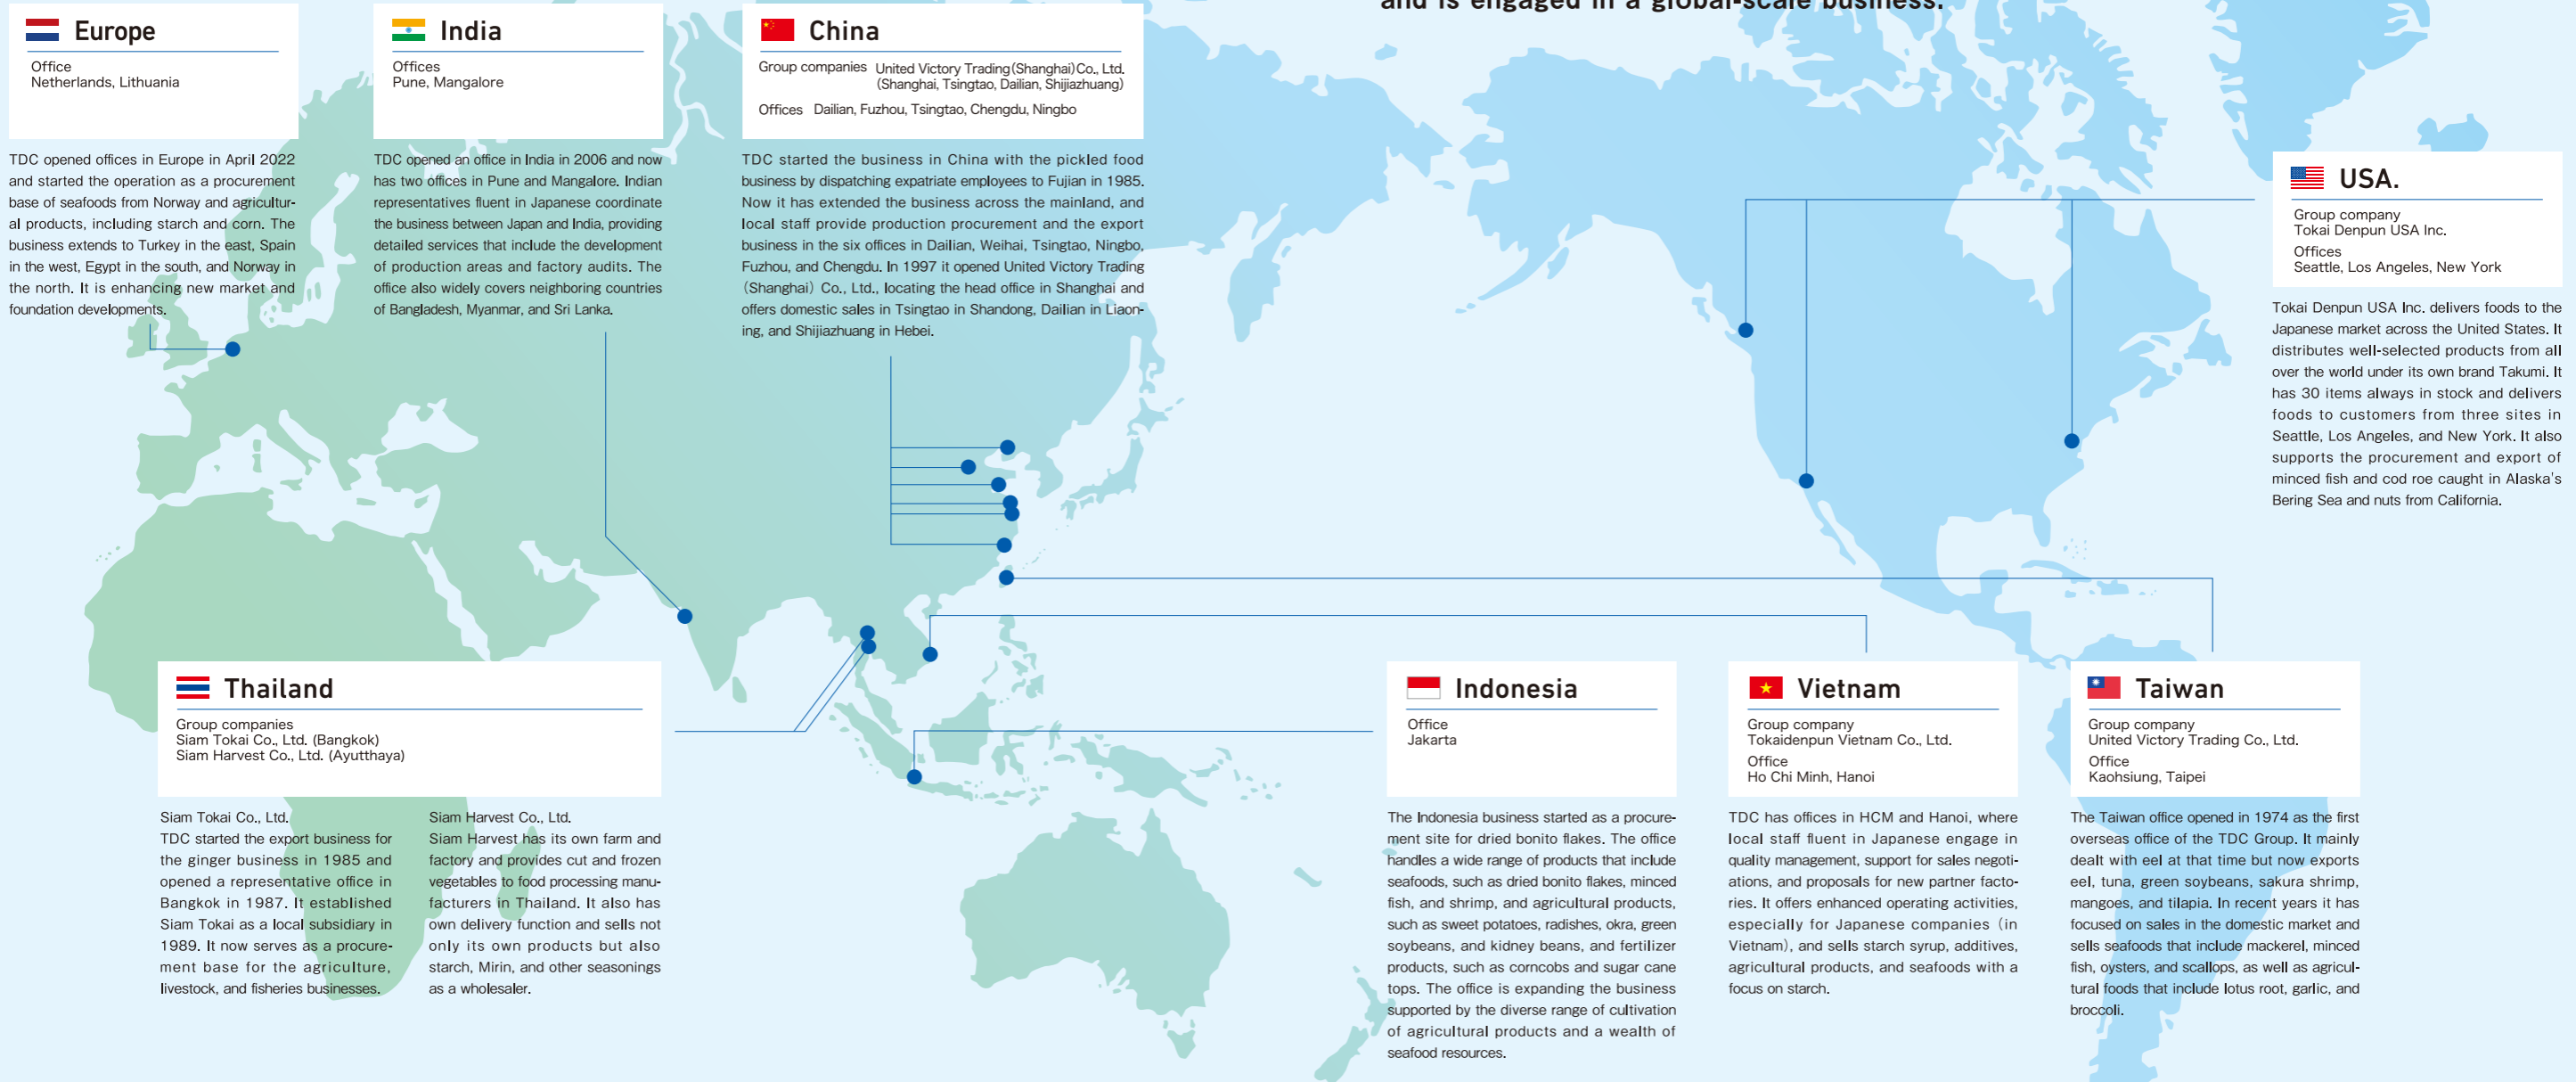 and is engaged in a global-scale business.
Europe
Office
Netherlands, Lithuania
TDC opened offices in Europe in April 2022
and started the operation as a procurement
base of seafoods from Norway and agricultur-
al products, including starch and corn. The
business extends to Turkey in the east, Spain
in the west, Egypt in the south, and Norway in
the north. It is enhancing new market and
foundation developments.
India
Offices
Pune, Mangalore
TDC opened an office in India in 2006 and now
has two offices in Pune and Mangalore. Indian
representatives fluent in Japanese coordinate
the business between Japan and India, providing
detailed services that include the development
of production areas and factory audits. The
office also widely covers neighboring countries
of Bangladesh, Myanmar, and Sri Lanka.
China
Group companies United Victory Trading(Shanghai)Co., Ltd.
(Shanghai, Tsingtao, Dailian, Shijiazhuang)
Offices Dailian, Fuzhou, Tsingtao, Chengdu, Ningbo
TDC started the business in China with the pickled food
business by dispatching expatriate employees to Fujian in 1985.
Now it has extended the business across the mainland, and
local staff provide production procurement and the export
business in the six offices in Dailian, Weihai, Tsingtao, Ningbo,
Fuzhou, and Chengdu. In 1997 it opened United Victory Trading
(Shanghai) Co., Ltd., locating the head office in Shanghai and
offers domestic sales in Tsingtao in Shandong, Dailian in Liaon-
ing, and Shijiazhuang in Hebei.
USA.
Group company
Tokai Denpun USA Inc.
Offices
Seattle, Los Angeles, New York
Tokai Denpun USA Inc. delivers foods to the
Japanese market across the United States. It
distributes well-selected products from all
over the world under its own brand Takumi. It
has 30 items always in stock and delivers
foods to customers from three sites in
Seattle, Los Angeles, and New York. It also
supports the procurement and export of
minced fish and cod roe caught in Alaska's
Bering Sea and nuts from California.
Thailand
Group companies
Siam Tokai Co., Ltd. (Bangkok)
Siam Harvest Co., Ltd. (Ayutthaya)
Siam Tokai Co., Ltd.
TDC started the export business for
the ginger business in 1985 and
opened a representative office in
Bangkok in 1987. It established
Siam Tokai as a local subsidiary in
1989. It now serves as a procure-
ment base for the agriculture,
livestock, and fisheries businesses.
Siam Harvest Co., Ltd.
Siam Harvest has its own farm and
factory and provides cut and frozen
vegetables to food processing manu-
facturers in Thailand. It also has
own delivery function and sells not
only its own products but also
starch, Mirin, and other seasonings
as a wholesaler.
Indonesia
Office
Jakarta
The Indonesia business started as a procure-
ment site for dried bonito flakes. The office
handles a wide range of products that include
seafoods, such as dried bonito flakes, minced
fish, and shrimp, and agricultural products,
such as sweet potatoes, radishes, okra, green
soybeans, and kidney beans, and fertilizer
products, such as corncobs and sugar cane
tops. The office is expanding the business
supported by the diverse range of cultivation
of agricultural products and a wealth of
seafood resources.
Vietnam
Group company
Tokaidenpun Vietnam Co., Ltd.
Office
Ho Chi Minh, Hanoi
TDC has offices in HCM and Hanoi, where
local staff fluent in Japanese engage in
quality management, support for sales negoti-
ations, and proposals for new partner facto-
ries. It offers enhanced operating activities,
especially for Japanese companies (in
Vietnam), and sells starch syrup, additives,
agricultural products, and seafoods with a
focus on starch.
Taiwan
Group company
United Victory Trading Co., Ltd.
Office
Kaohsiung, Taipei
The Taiwan office opened in 1974 as the first
overseas office of the TDC Group. It mainly
dealt with eel at that time but now exports
eel, tuna, green soybeans, sakura shrimp,
mangoes, and tilapia. In recent years it has
focused on sales in the domestic market and
sells seafoods that include mackerel, minced
fish, oysters, and scallops, as well as agricul-
tural foods that include lotus root, garlic, and
broccoli.